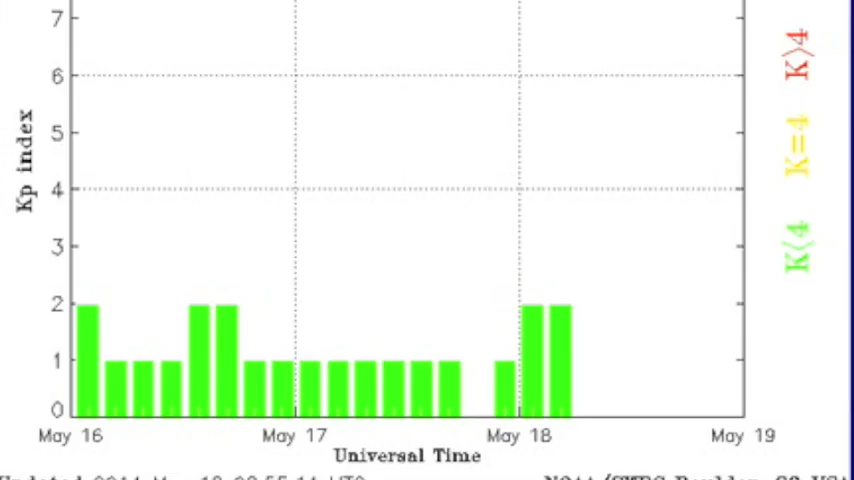 7
6
5
4
3
2
1
0
Kp index
K>4
K=4
K<4
May 16
May 17
May 18
May 19
Universal Time
Updated